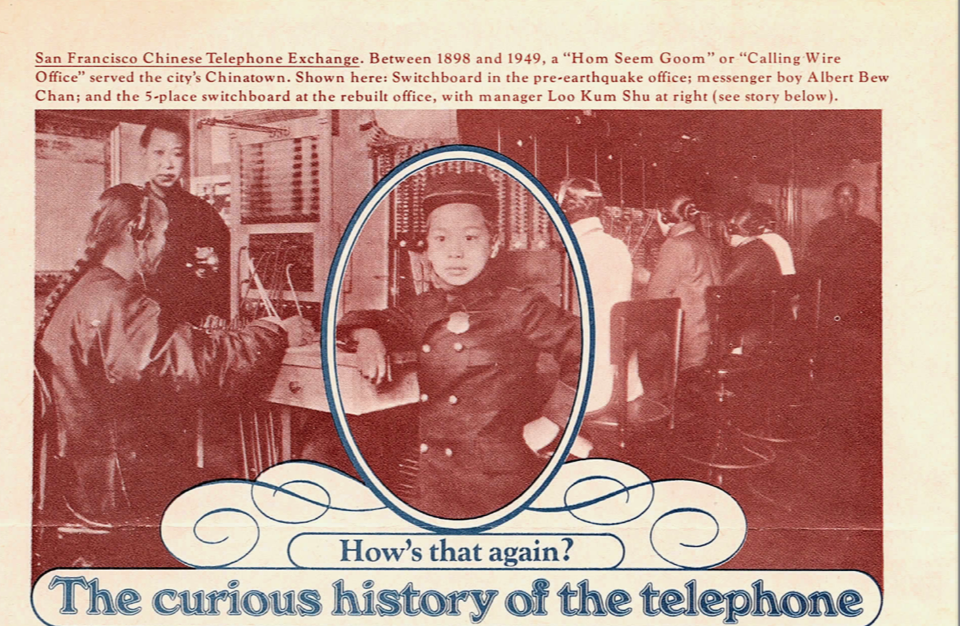 San Francisco Chinese Telephone Exchange. Between 1898 and 1949, a “Hom Seem Goom” or “Calling Wire
Office” served the city’s Chinatown. Shown here: Switchboard in the pre-earthquake office; messenger boy Albert Bew
Chan; and the 5-place switchboard at the rebuilt office, with manager Loo Kum Shu at right (see story below).
How’s that again?
The curious history of the telephone